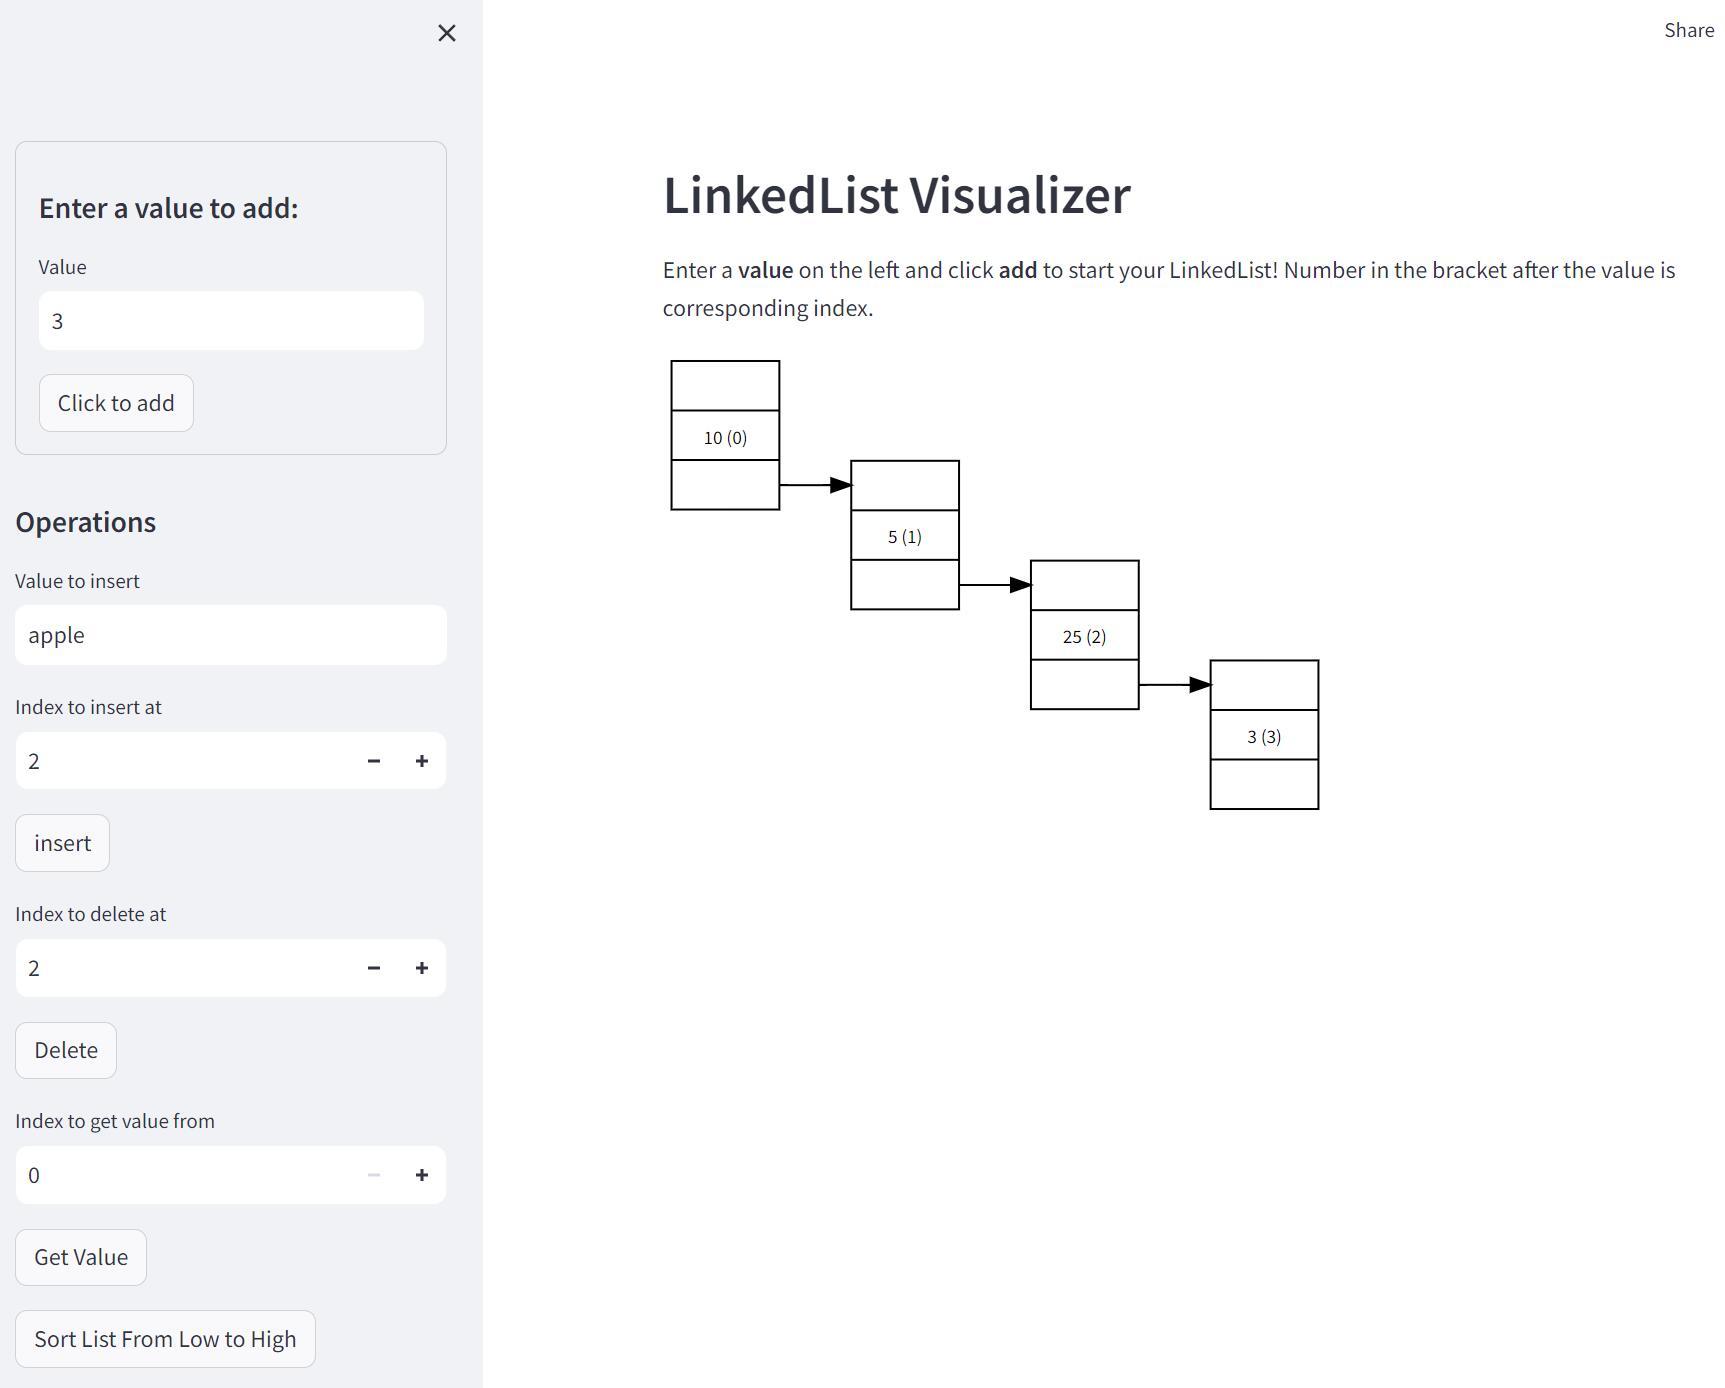 Share
Enter a value to add:
Value
3
Click to add
Operations
Value to insert
apple
Index to insert at
2
insert
Index to delete at
2
Delete
Index to get value from
0
Get Value
Sort List From Low to High
LinkedList Visualizer
Enter a value on the left and click add to start your LinkedList! Number in the bracket after the value is
corresponding index.
10 (0)
5 (1)
25 (2)
3 (3)